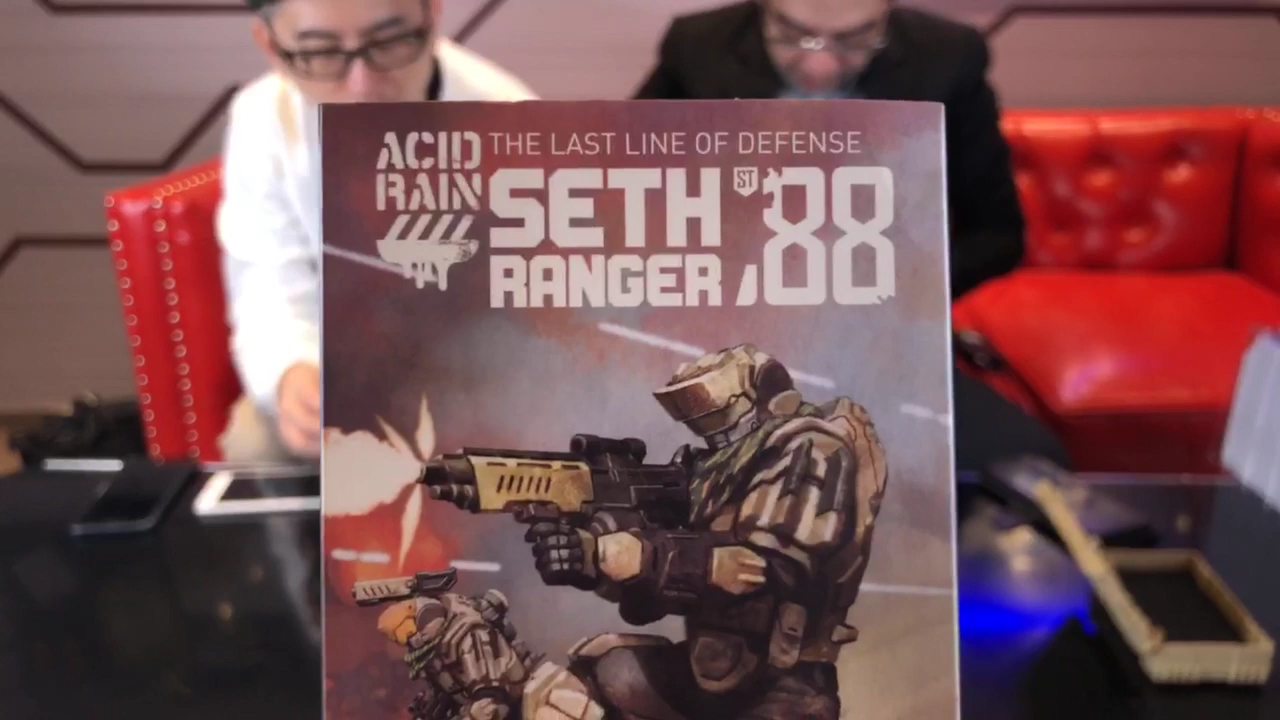 ACID
RAIN
THE LAST LINE OF DEFENSE
SETH
RANGER
ST
88